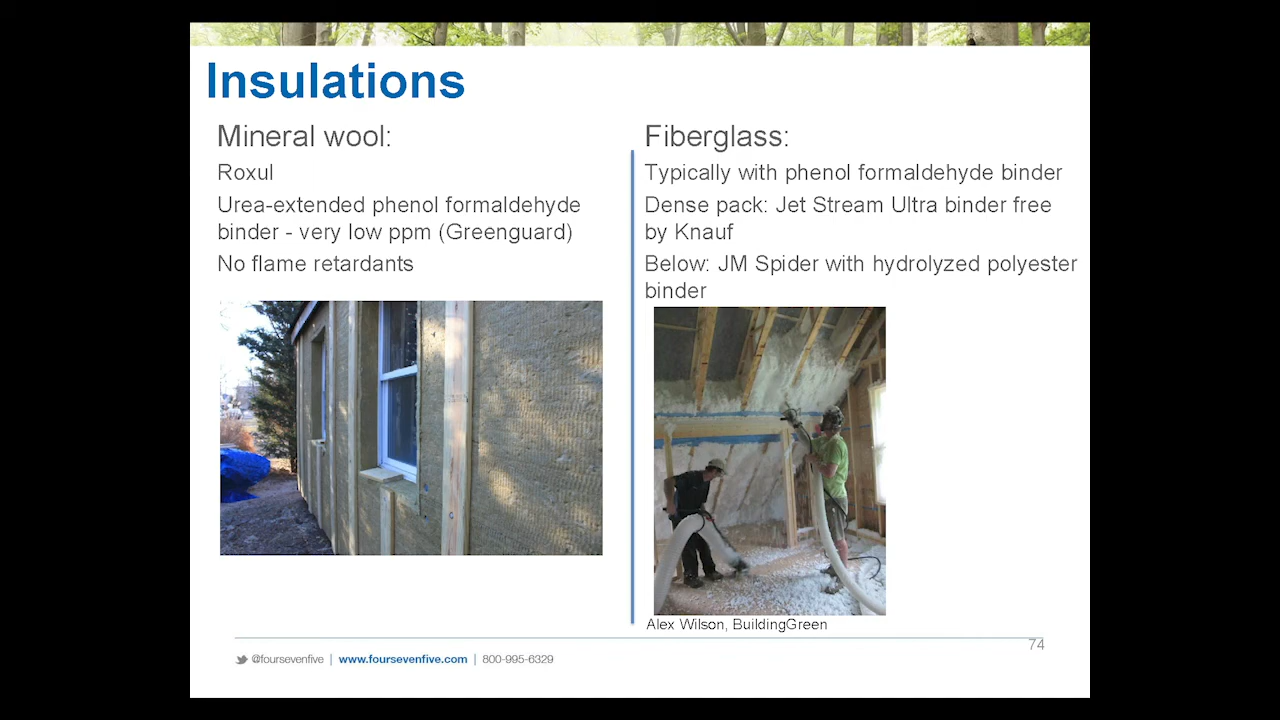 Insulations
Mineral wool:
Roxul
Urea-extended phenol formaldehyde
binder - very low ppm (Greenguard)
No flame retardants
Fiberglass:
Typically with phenol formaldehyde binder
Dense pack: Jet Stream Ultra binder free
by Knauf
Below: JM Spider with hydrolyzed polyester
binder
Alex Wilson, BuildingGreen
74
@foursevenfive | www.foursevenfive.com | 800-995-6329